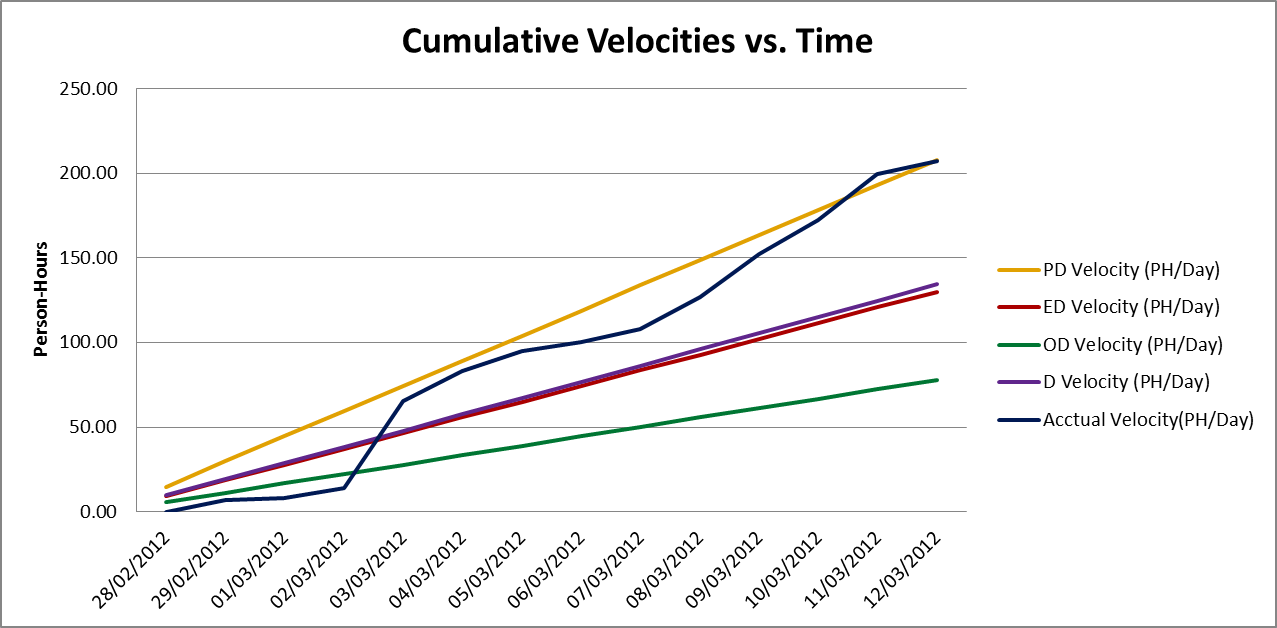 Cumulative Velocities vs. Time
Person-Hours
250.00
200.00
150.00
100.00
50.00
0.00
28/02/2012
29/02/2012
01/03/2012
02/03/2012
03/03/2012
04/03/2012
05/03/2012
06/03/2012
07/03/2012
08/03/2012
09/03/2012
10/03/2012
11/03/2012
12/03/2012
PD Velocity (PH/Day)
ED Velocity (PH/Day)
OD Velocity (PH/Day)
D Velocity (PH/Day)
Acctual Velocity(PH/Day)